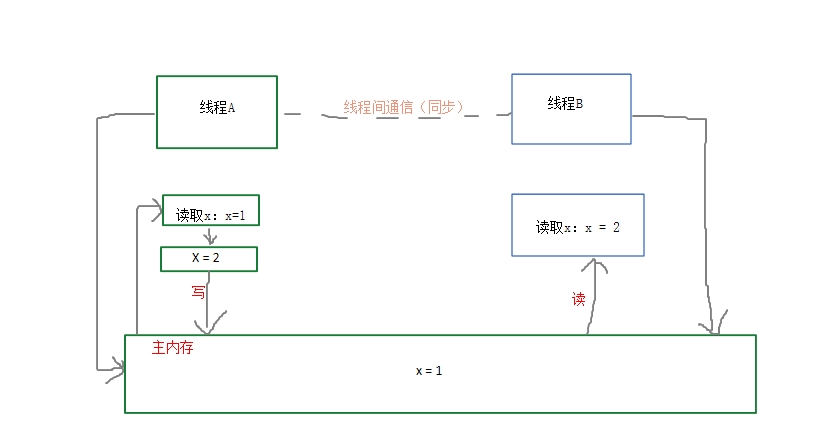 线程A
线程间通信（同步）
线程B
读取x：x=1
读取x：x = 2
X = 2
写
读
主内存
x = 1